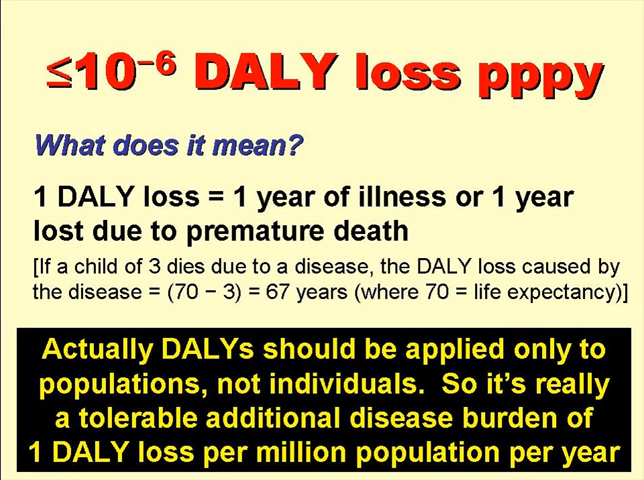 ≤10⁻⁶ DALY loss pppy
What does it mean?
1 DALY loss = 1 year of illness or 1 year
lost due to premature death
[If a child of 3 dies due to a disease, the DALY loss caused by
the disease = (70 − 3) = 67 years (where 70 = life expectancy)]
Actually DALYs should be applied only to
populations, not individuals.  So it's really
a tolerable additional disease burden of
1 DALY loss per million population per year